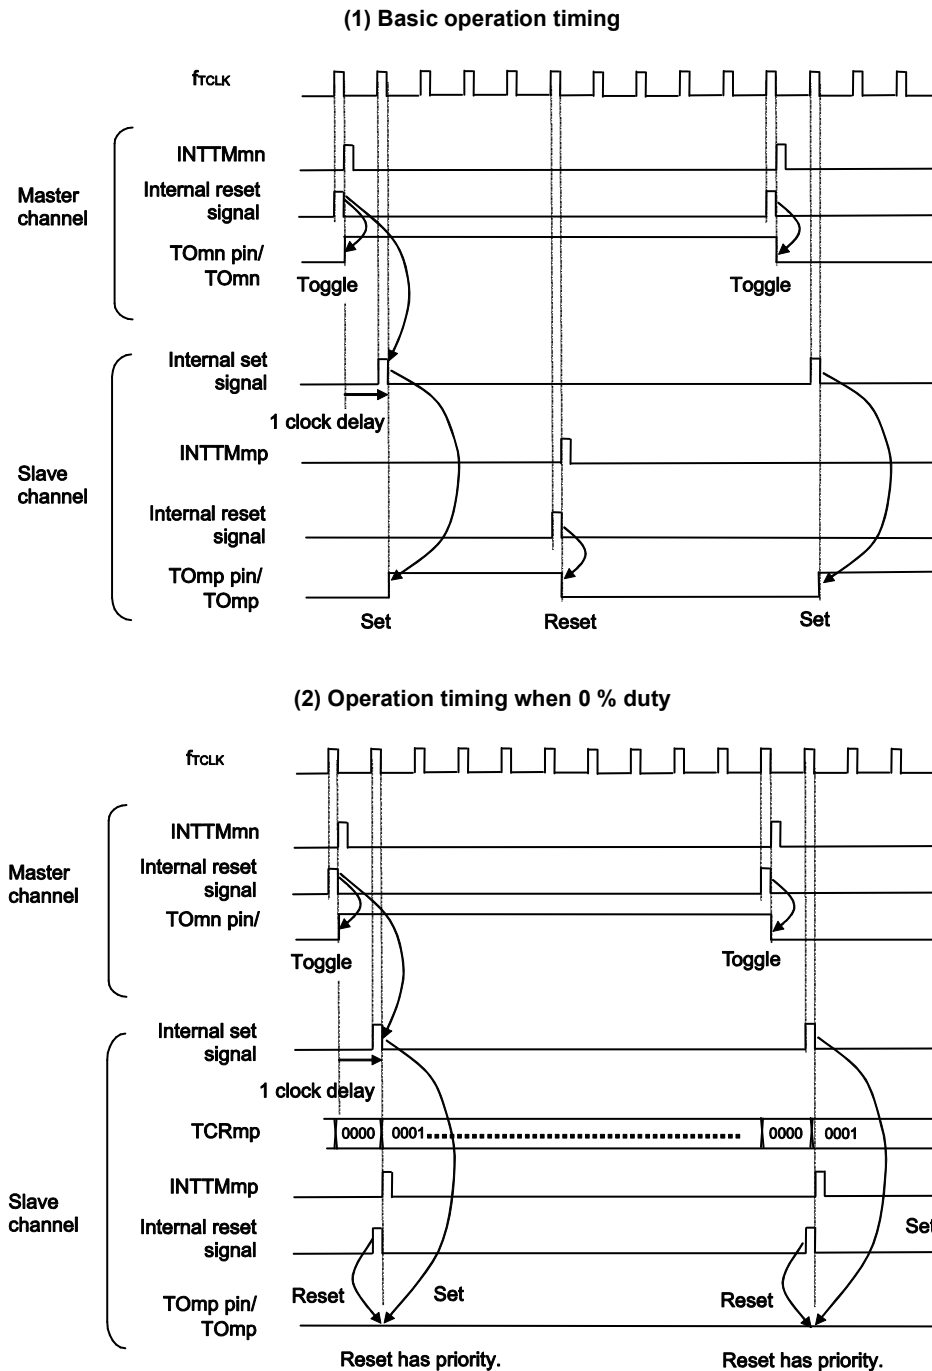 (1) Basic operation timing
fTCLK
INTTMmn
Master
channel
Internal reset
signal
TOmn pin/
TOmn
Toggle
Toggle
Internal set
signal
1 clock delay
INTTMmp
Slave
channel
Internal reset
signal
TOmp pin/
TOmp
Set
Reset
Set
(2) Operation timing when 0 % duty
fTCLK
INTTMmn
Master
channel
Internal reset
signal
TOmn pin/
Toggle
Toggle
Internal set
signal
1 clock delay
TCRmp
0000
0001
0000
0001
INTTMmp
Slave
channel
Internal reset
signal
Set
Reset
Set
Reset
TOmp pin/
TOmp
Reset has priority.
Reset has priority.